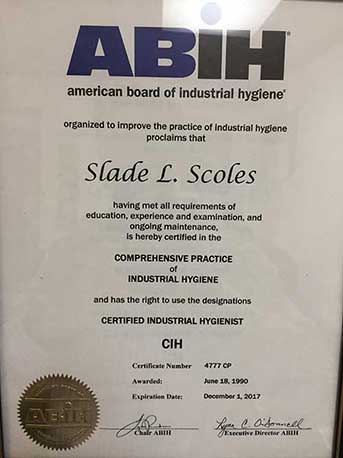 ABIH
american board of industrial hygiene®
organized to improve the practice of industrial hygiene
proclaims that
Slade L. Scoles
having met all requirements of
education, experience and examination, and
ongoing maintenance,
is hereby certified in the
COMPREHENSIVE PRACTICE
of
INDUSTRIAL HYGIENE
and has the right to use the designations
CERTIFIED INDUSTRIAL HYGIENIST
CIH
Certificate Number 4777 CP
Awarded: June 18, 1990
Expiration Date: December 1, 2017
ABIH
Lynn C. O'Donnell
Chair ABIH Executive Director ABIH